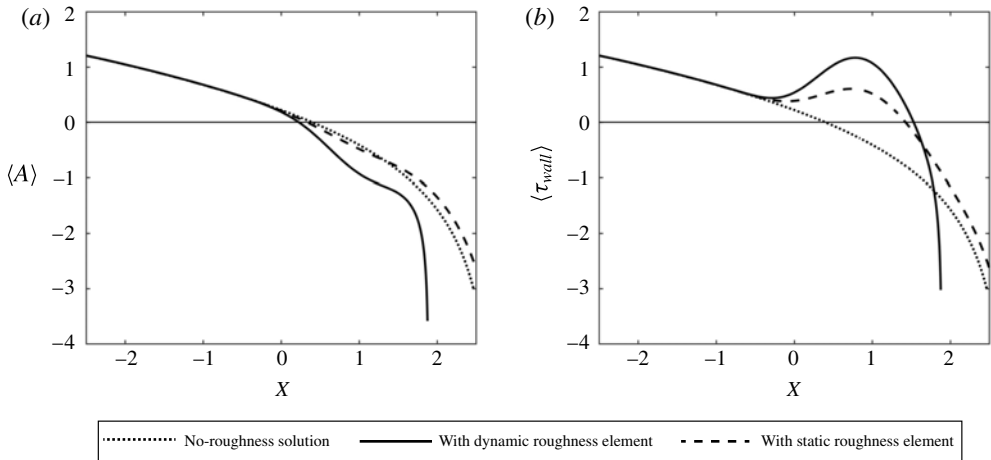 (a)
2
1
0
⟨A⟩
−1
−2
−3
−4
−2
−1
0
1
2
X
(b)
2
1
0
⟨τwall⟩
−1
−2
−3
−4
−2
−1
0
1
2
X
No-roughness solution
With dynamic roughness element
With static roughness element